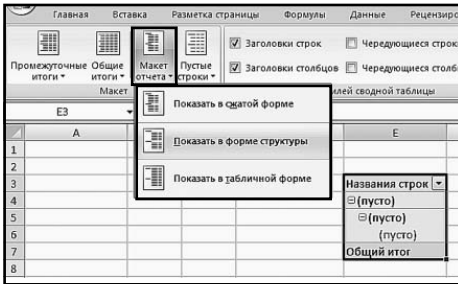 Главная Вставка Разметка страницы Формулы Данные Рецензиро
Промежуточные итоги Общие итоги Макет отчета Пустые строки
Заголовки строк Чередующиеся строк
Заголовки столбцов Чередующиеся столб
Макет лей сводной таблицы
Показать в сжатой форме
Показать в форме структуры
Показать в табличной форме
E3
A E
1
2
3 Названия строк
4 (пусто)
5 (пусто)
6 (пусто)
7 Общий итог
8